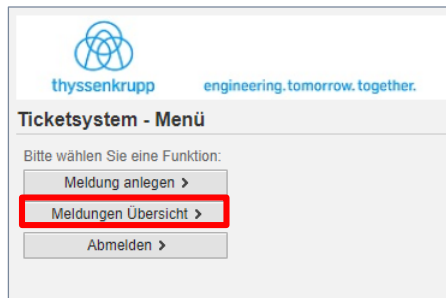 thyssenkrupp
engineering.tomorrow.together.
Ticketsystem - Menü
Bitte wählen Sie eine Funktion:
Meldung anlegen >
Meldungen Übersicht >
Abmelden >